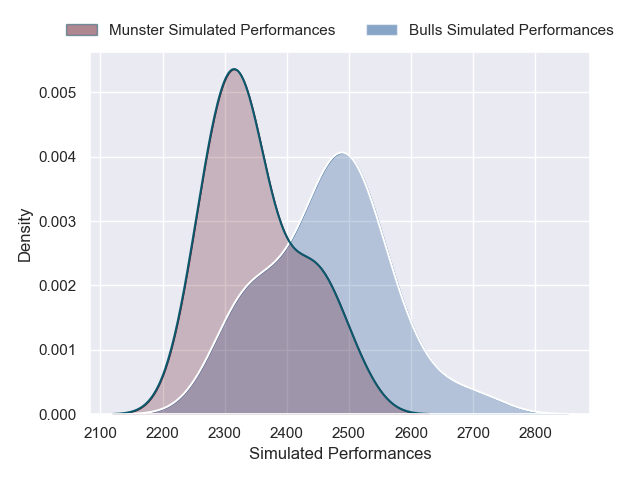 Munster Simulated Performances Bulls Simulated Performances
0.005
0.004
0.003
0.002
0.001
0.000
Density
2100 2200 2300 2400 2500 2600 2700 2800
Simulated Performances